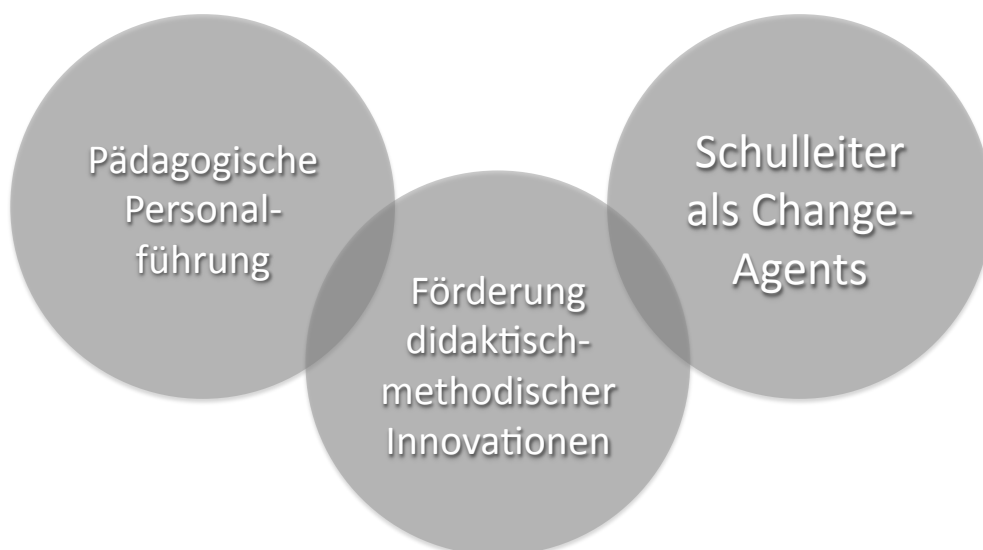 Pädagogische
Personal-
führung
Förderung
didaktisch-
methodischer
Innovationen
Schulleiter
als Change-
Agents